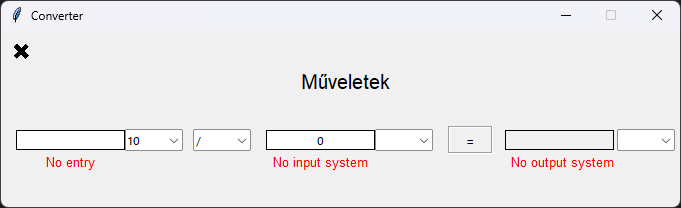 Converter
Műveletek
10 / 0 =
No entry No input system No output system